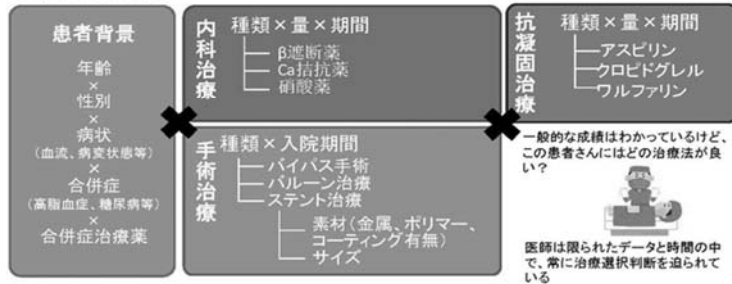 患者背景
年齢
×
性別
×
病状
（血流、病変状態等）
×
合併症
（高脂血症、糖尿病等）
×
合併症治療薬
内科治療
種類×量×期間
β遮断薬
Ca拮抗薬
硝酸薬
手術治療
種類×入院期間
バイパス手術
バルーン治療
ステント治療
素材（金属、ポリマー、
コーティング有無）
サイズ
抗凝固治療
種類×量×期間
アスピリン
クロピドグレル
ワルファリン
一般的な成績はわかっているけど、
この患者さんにはどの治療法が良
い？
医師は限られたデータと時間の中
で、常に治療選択判断を迫られて
いる